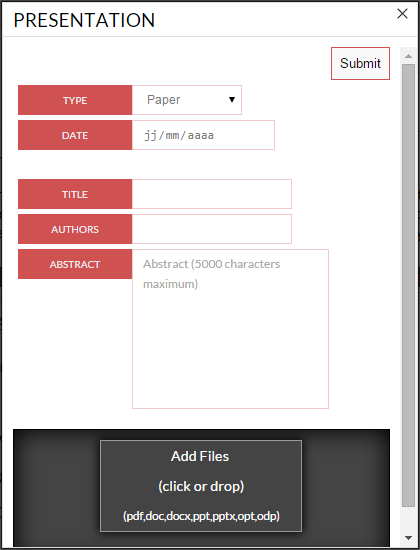 PRESENTATION
Submit
TYPE Paper
DATE jj/mm/aaaa
TITLE
AUTHORS
ABSTRACT Abstract (5000 characters
maximum)
Add Files
(click or drop)
(pdf,doc,docx,ppt,pptx,opt,odp)